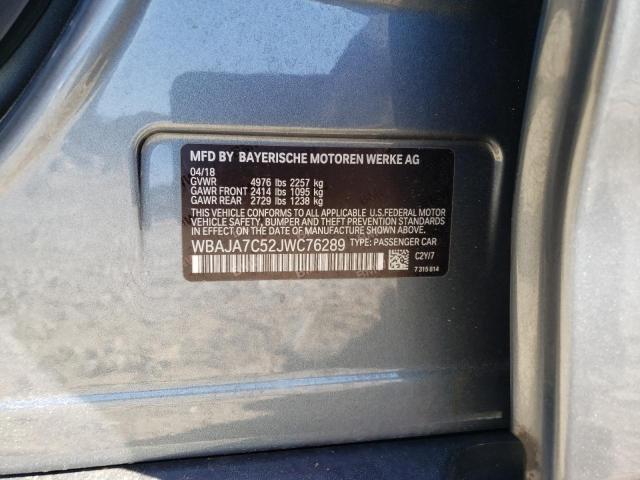 MFD BY BAYERISCHE MOTOREN WERKE AG
04/18
GVWR 4976 lbs 2257 kg
GAWR FRONT 2414 lbs 1095 kg
GAWR REAR 2729 lbs 1238 kg
THIS VEHICLE CONFORMS TO ALL APPLICABLE U.S.FEDERAL MOTOR
VEHICLE SAFETY, BUMPER AND THEFT PREVENTION STANDARDS
IN EFFECT ON THE DATE OF MANUFACTURE SHOWN ABOVE.
WBAJA7C52JWC76289 TYPE: PASSENGER CAR
C2Y/7
7 315 814